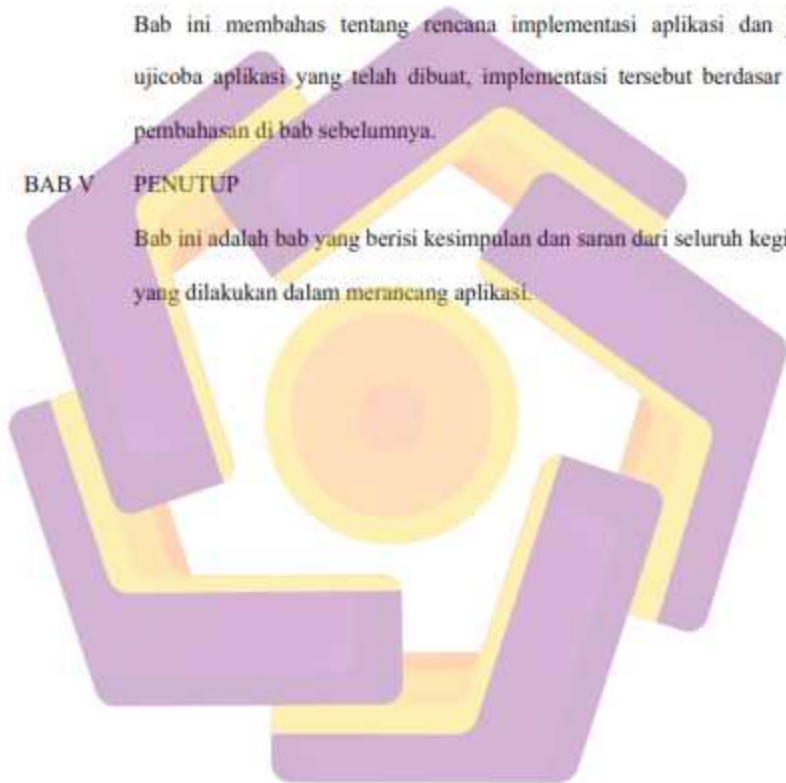 Bab ini membahas tentang rencana implementasi aplikasi dan
ujicoba aplikasi yang telah dibuat, implementasi tersebut berdasar
pembahasan di bab sebelumnya.
BAB V PENUTUP
Bab ini adalah bab yang berisi kesimpulan dan saran dari seluruh kegi
yang dilakukan dalam merancang aplikasi.